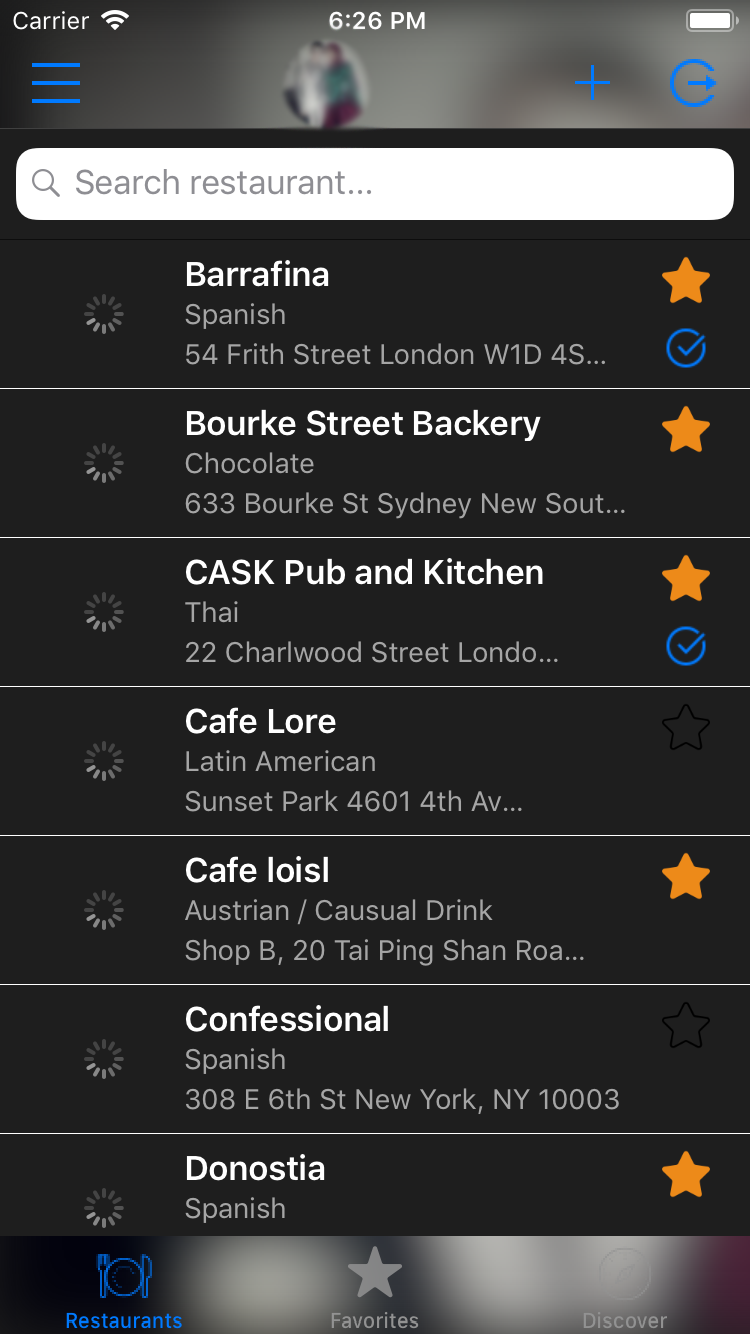 Carrier 6:26 PM
Search restaurant...
Barrafina
Spanish
54 Frith Street London W1D 4S...
Bourke Street Backery
Chocolate
633 Bourke St Sydney New Sout...
CASK Pub and Kitchen
Thai
22 Charlwood Street Londo...
Cafe Lore
Latin American
Sunset Park 4601 4th Av...
Cafe loisl
Austrian / Causual Drink
Shop B, 20 Tai Ping Shan Roa...
Confessional
Spanish
308 E 6th St New York, NY 10003
Donostia
Spanish
Restaurants Favorites Discover